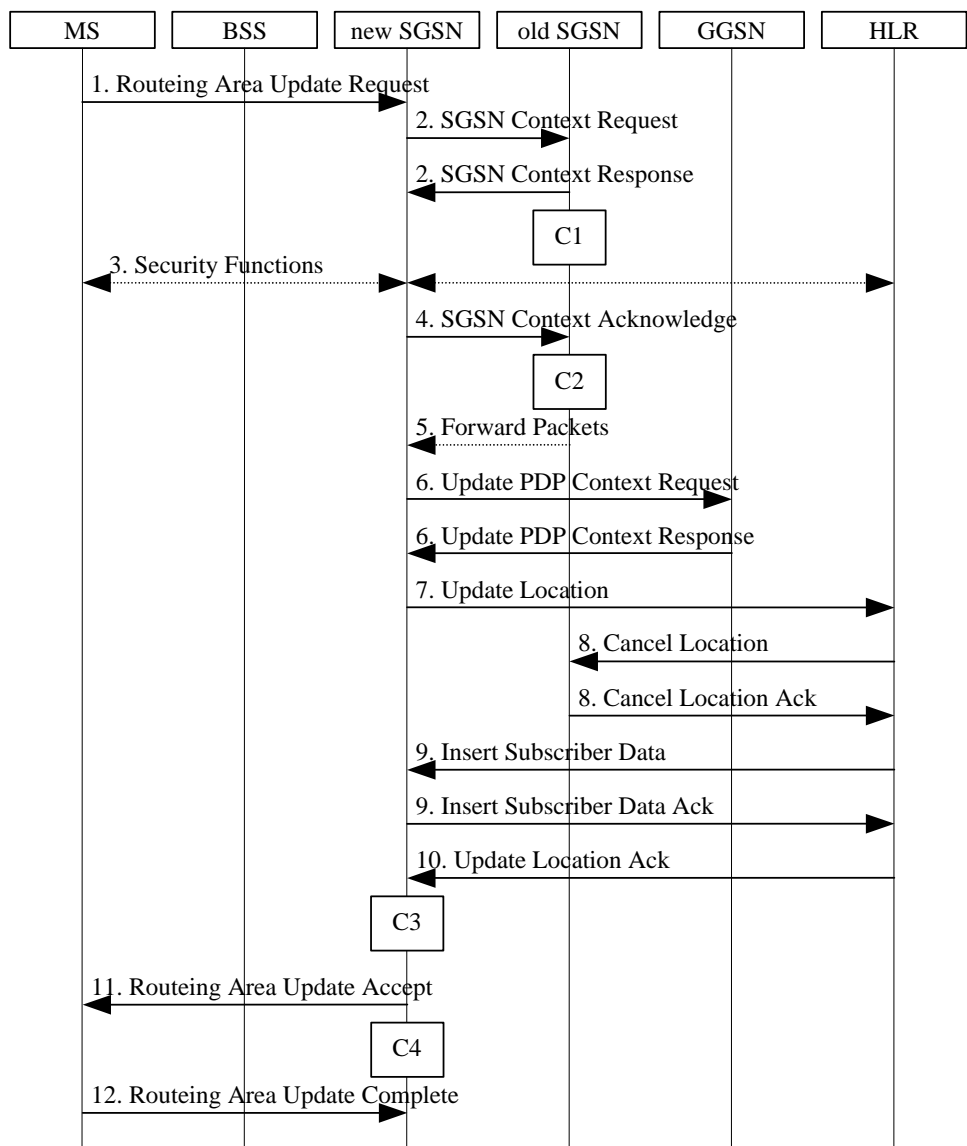 MS
BSS
new SGSN
old SGSN
GGSN
HLR
1. Routeing Area Update Request
2. SGSN Context Request
2. SGSN Context Response
C1
3. Security Functions
4. SGSN Context Acknowledge
C2
5. Forward Packets
6. Update PDP Context Request
6. Update PDP Context Response
7. Update Location
8. Cancel Location
8. Cancel Location Ack
9. Insert Subscriber Data
9. Insert Subscriber Data Ack
10. Update Location Ack
C3
11. Routeing Area Update Accept
C4
12. Routeing Area Update Complete